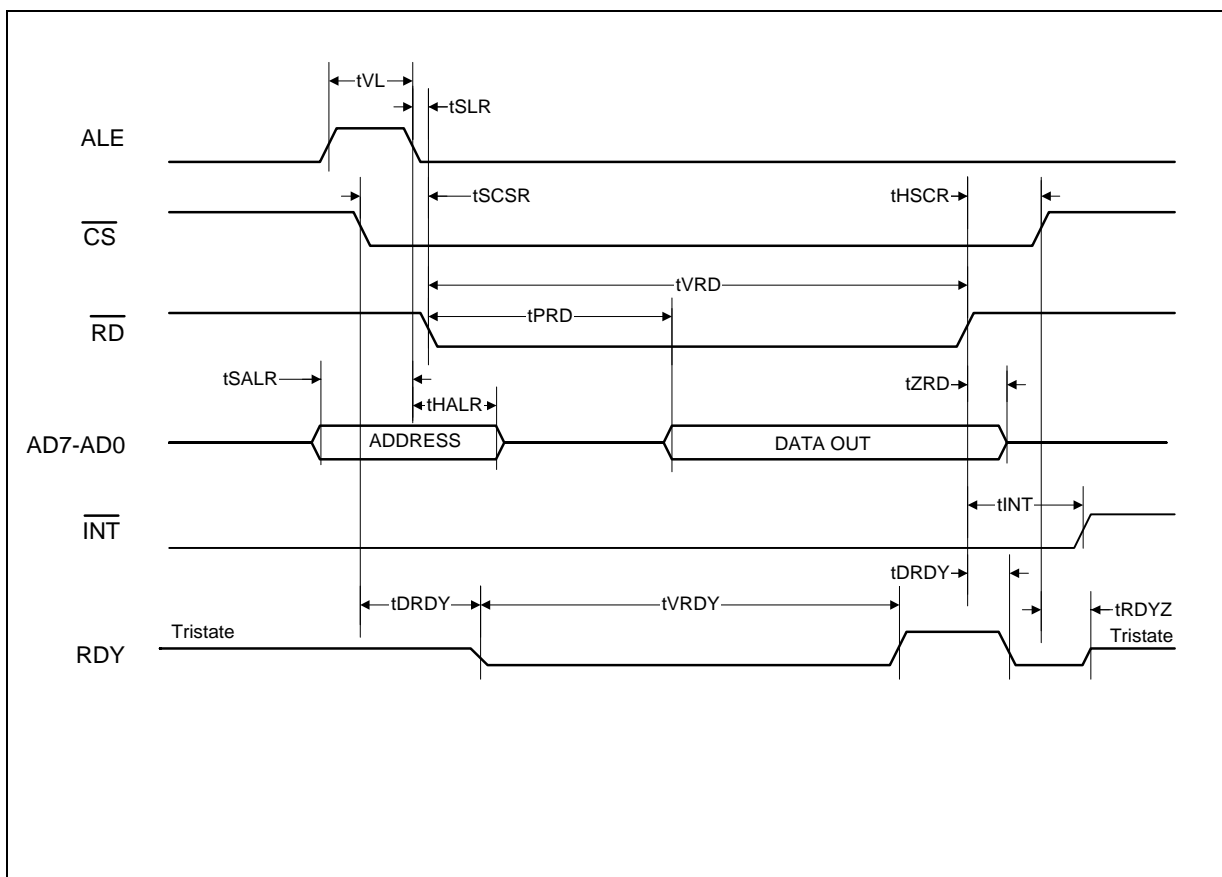 tVL
tSLR
ALE
tSCSR
tHSCR
CS
tVRD
tPRD
RD
tSALR
tZRD
tHALR
AD7-AD0
ADDRESS
DATA OUT
INT
tINT
tDRDY
tDRDY
tVRDY
tRDYZ
Tristate
Tristate
RDY